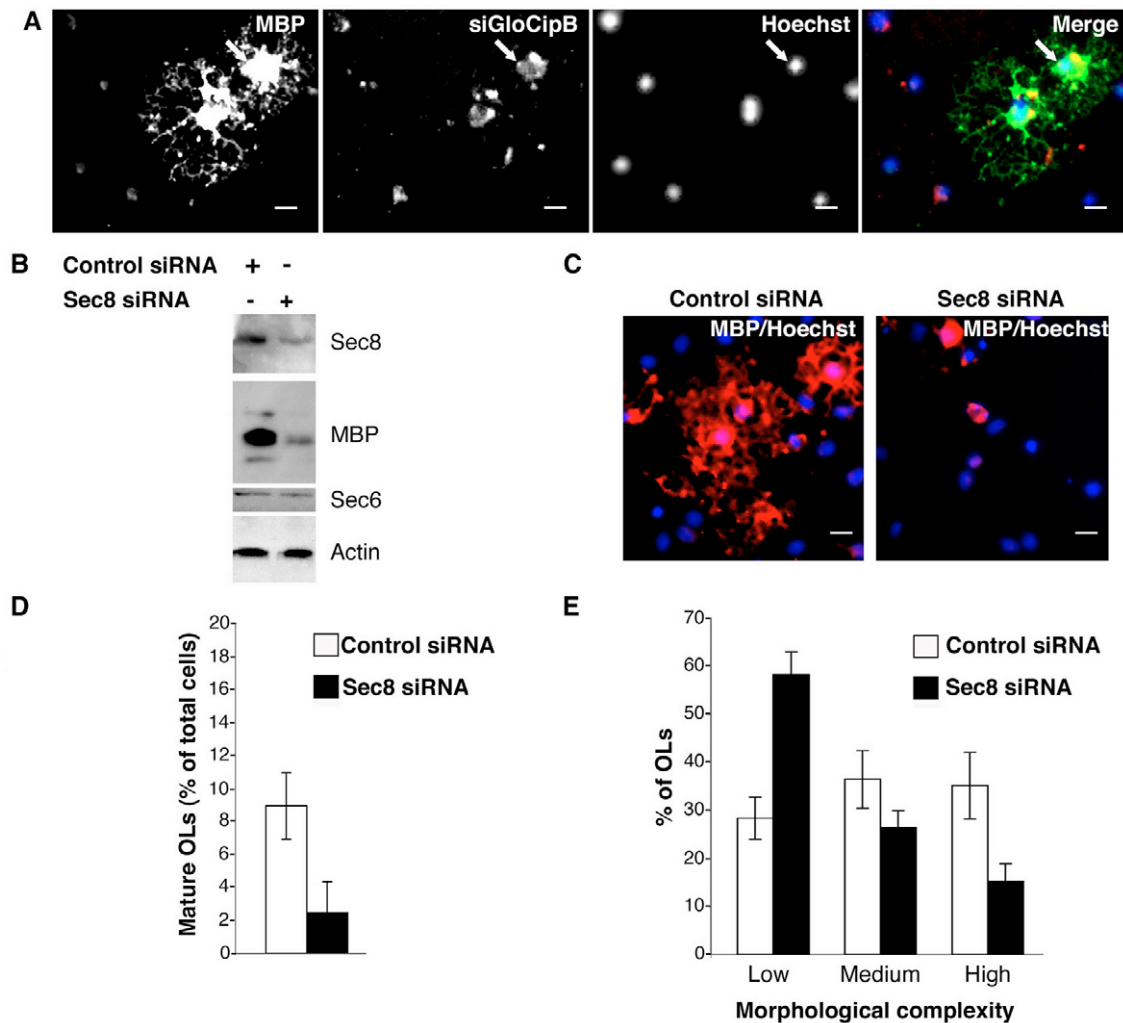 A
MBP
siGloCipB
Hoechst
Merge
B
Control siRNA + -
Sec8 siRNA - +
Sec8
MBP
Sec6
Actin
C
Control siRNA
Sec8 siRNA
MBP/Hoechst
MBP/Hoechst
D
Mature OLs (% of total cells)
20
18
16
14
12
10
8
6
4
2
0
Control siRNA
Sec8 siRNA
E
% of OLs
70
60
50
40
30
20
10
0
Control siRNA
Sec8 siRNA
Low
Medium
High
Morphological complexity